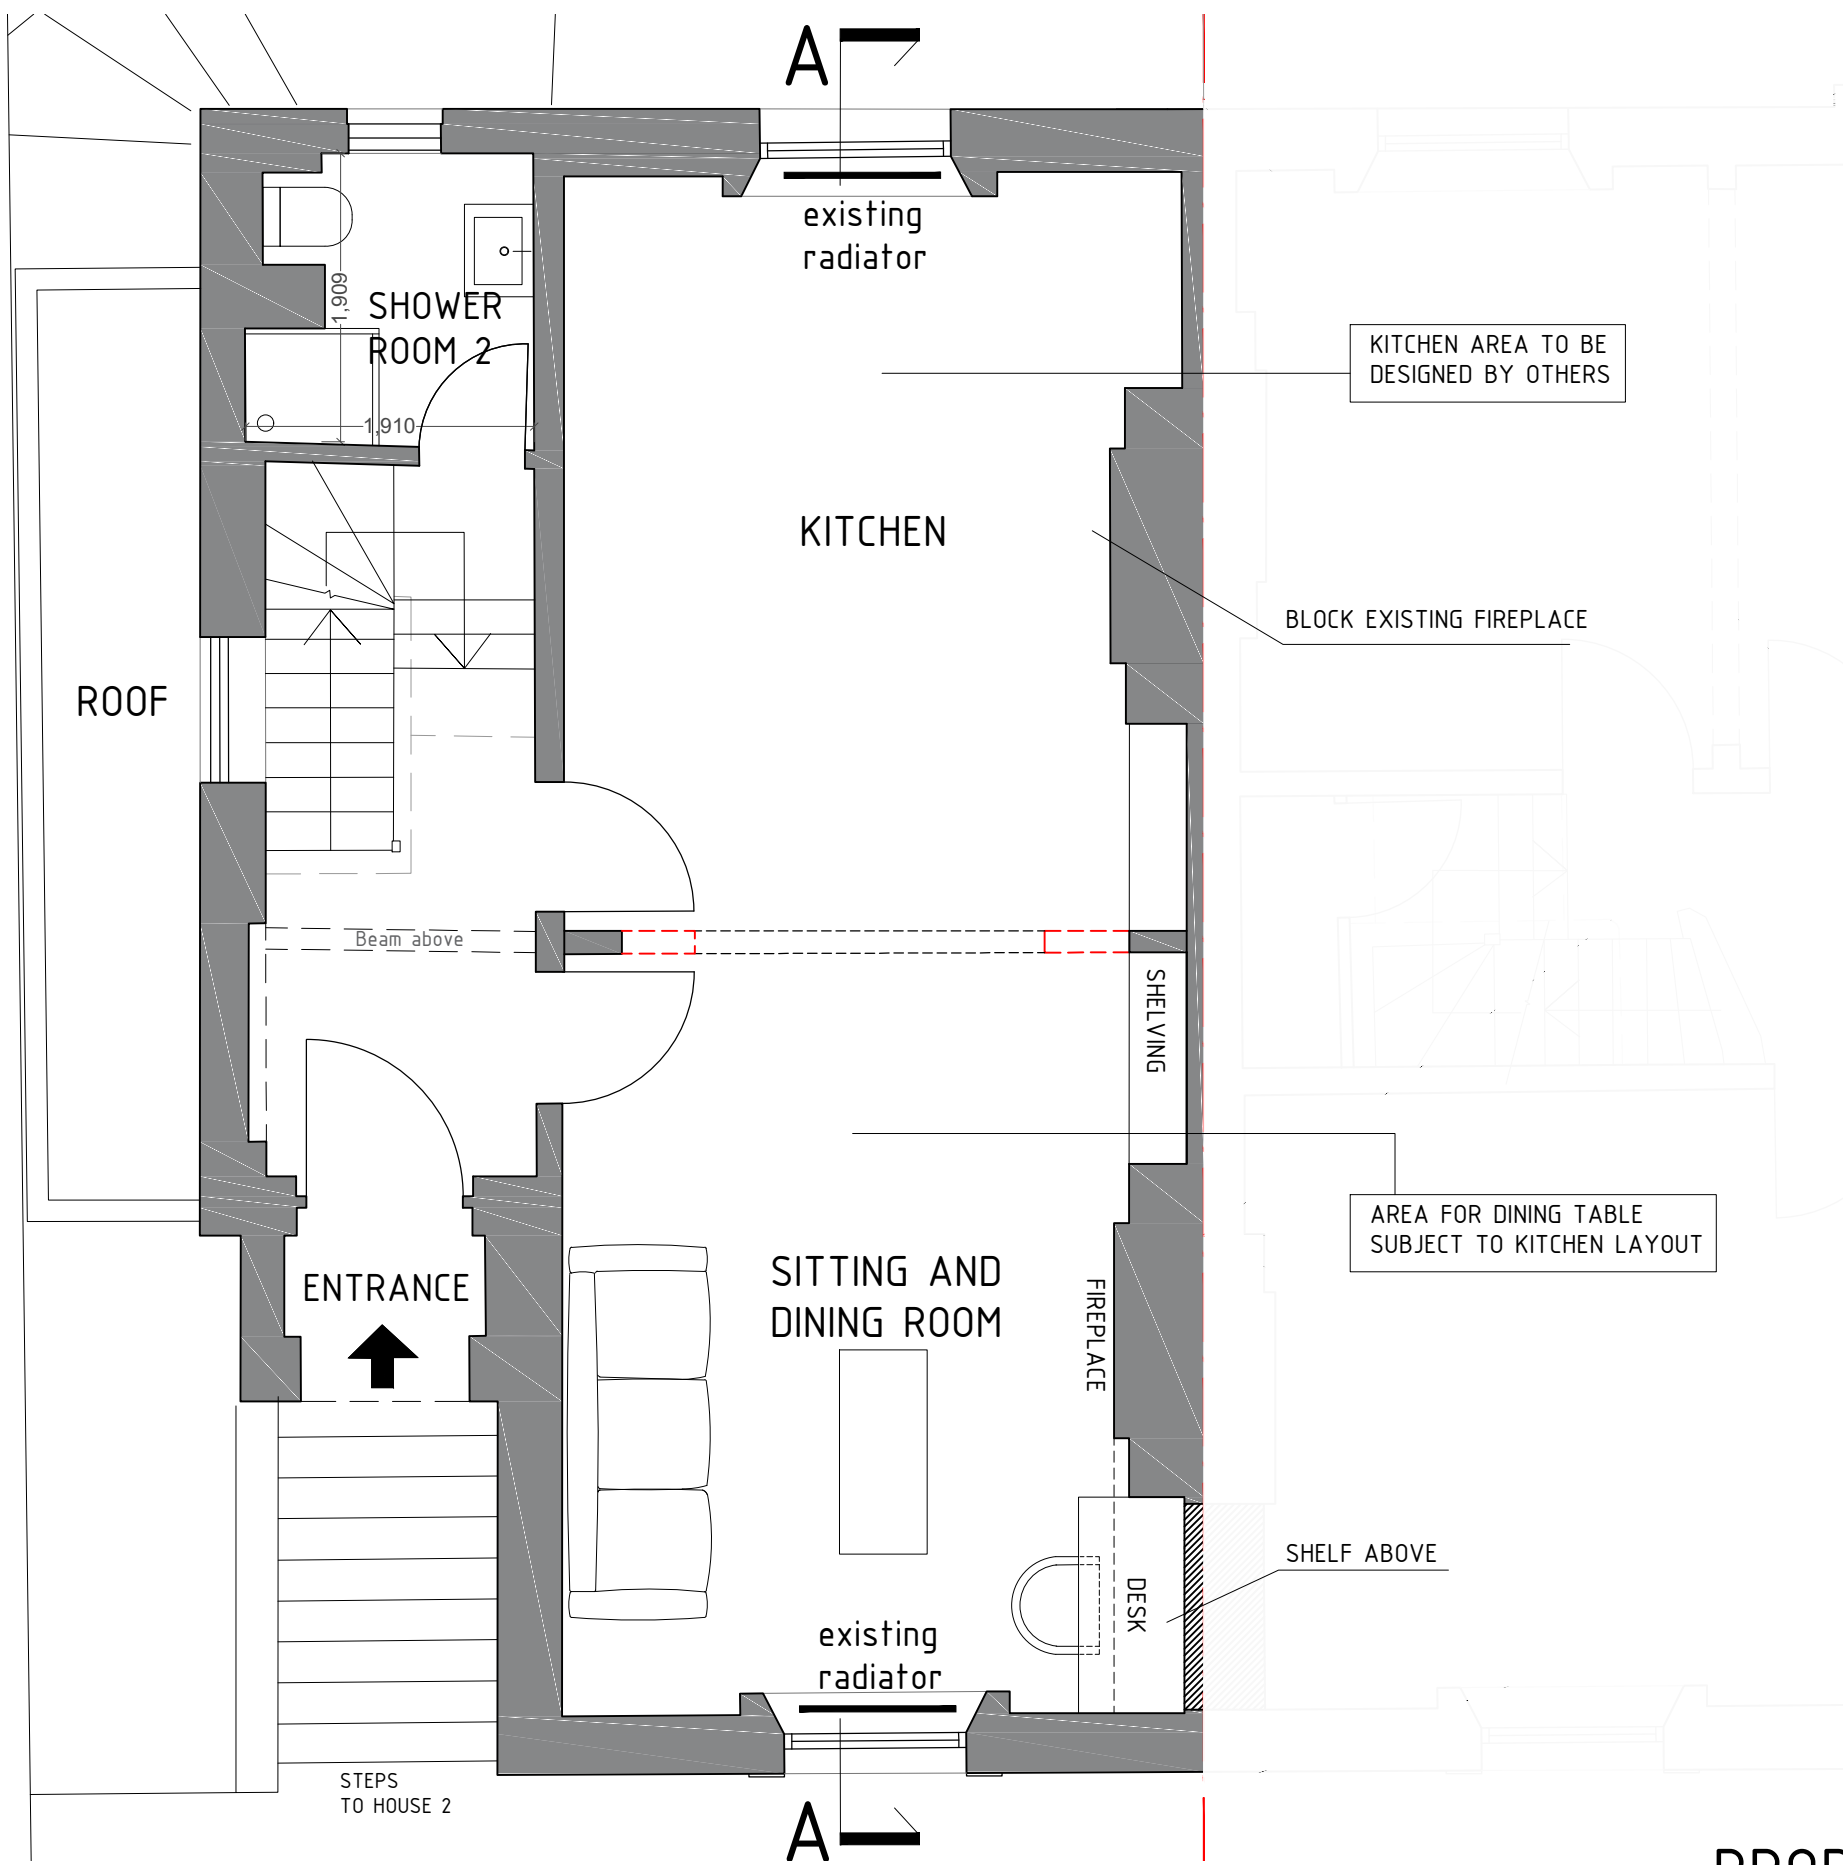 A
existing
radiator
1,909
SHOWER
ROOM 2
KITCHEN AREA TO BE
DESIGNED BY OTHERS
1,910
KITCHEN
BLOCK EXISTING FIREPLACE
ROOF
Beam above
SHELVING
AREA FOR DINING TABLE
SUBJECT TO KITCHEN LAYOUT
SITTING AND
DINING ROOM
ENTRANCE
FIREPLACE
SHELF ABOVE
DESK
existing
radiator
STEPS
TO HOUSE 2
A